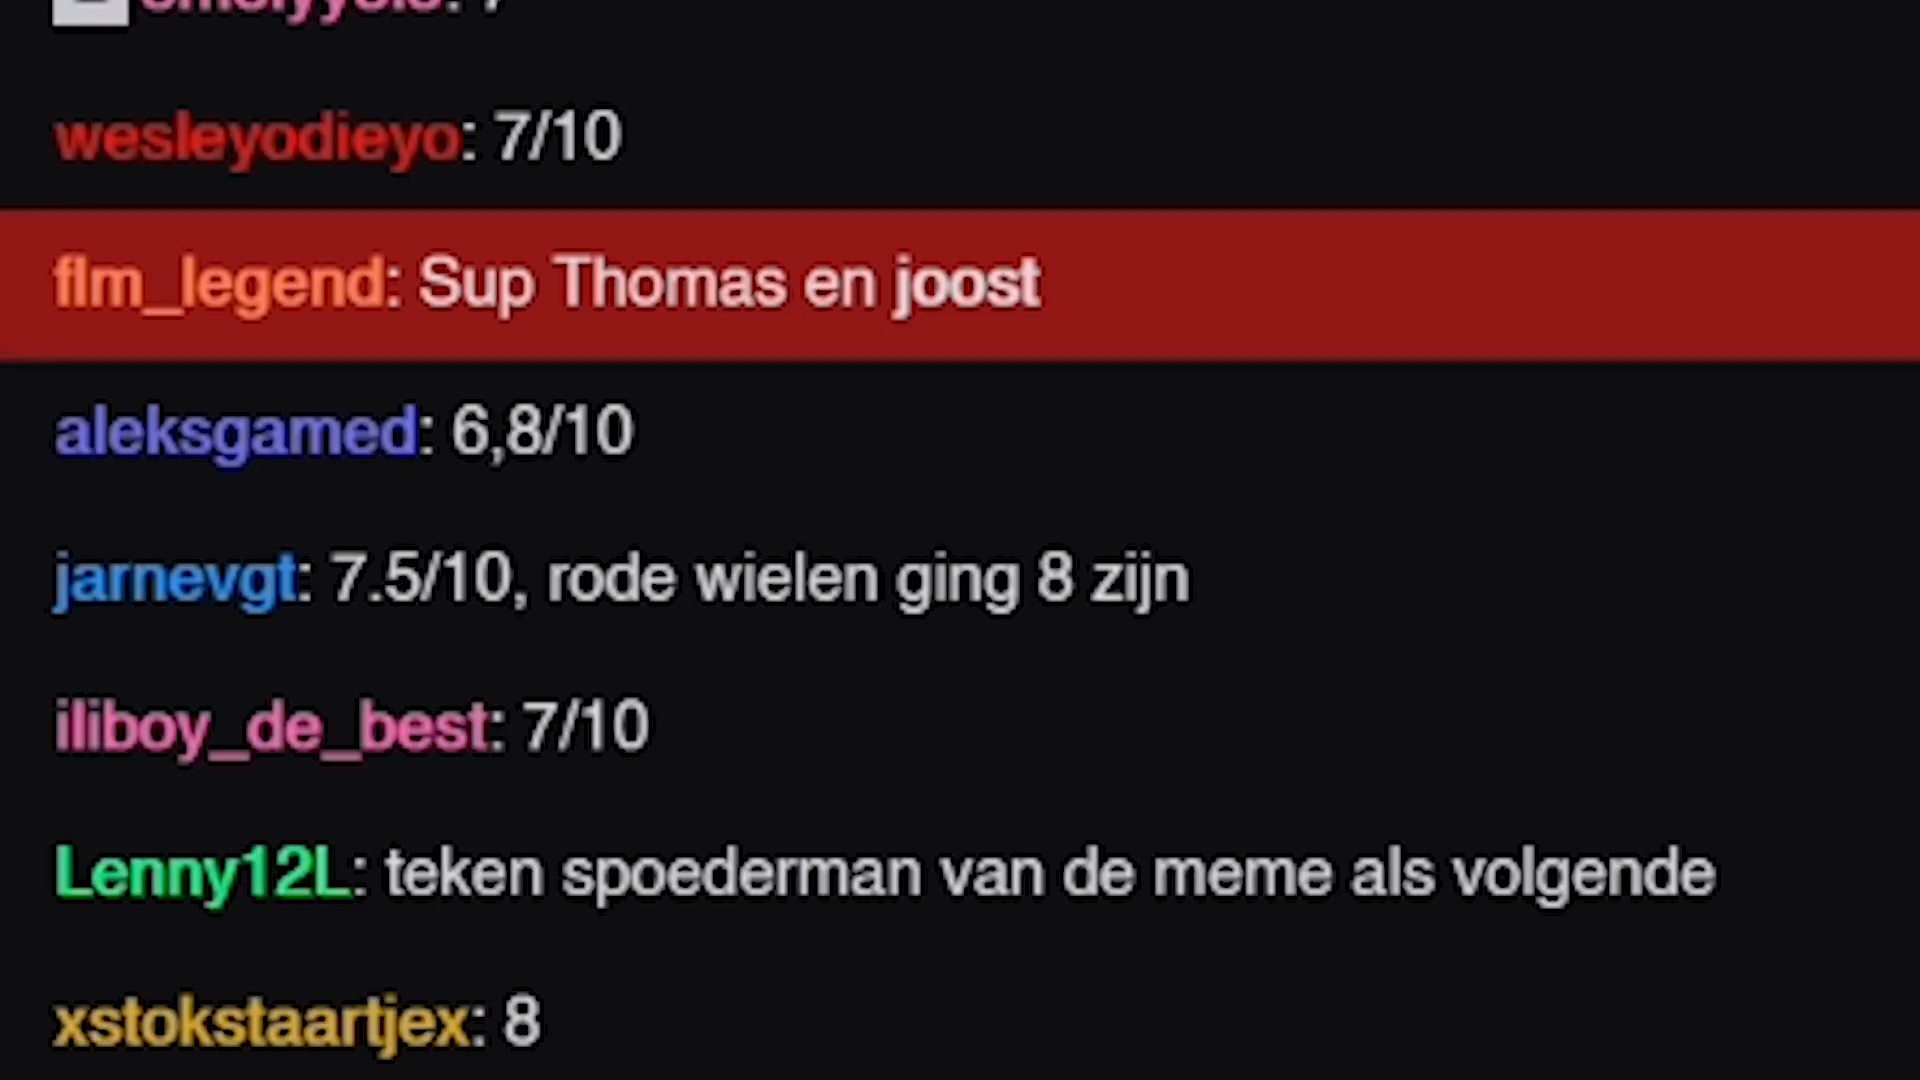 wesleyodieyo: 7/10
flm_legend: Sup Thomas en joost
aleksgamed: 6,8/10
jarnevgt: 7.5/10, rode wielen ging 8 zijn
iliboy_de_best: 7/10
Lenny12L: teken spoederman van de meme als volgende
xstokstaartjex: 8